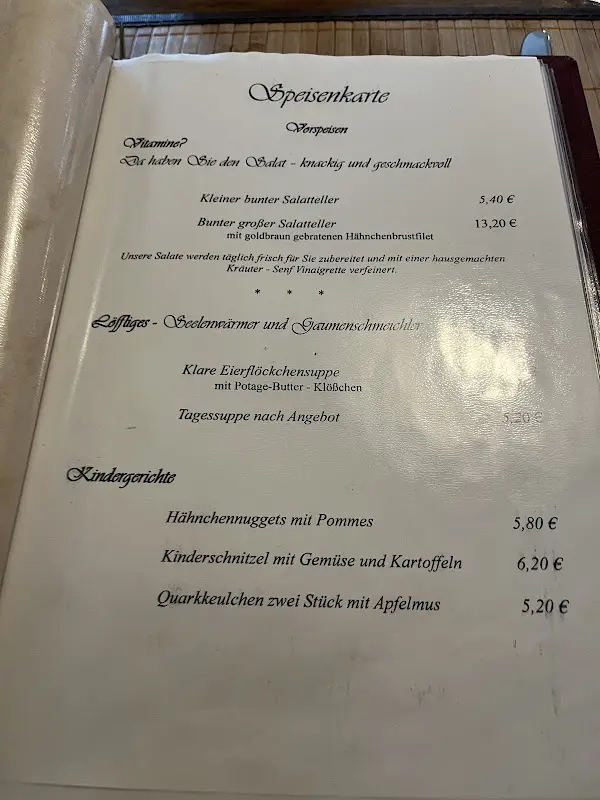 Speisenkarte
Vorspeisen
Vitamine?
Da haben Sie den Salat - knackig und geschmackvoll
Kleiner bunter Salatteller 5,40 €
Bunter großer Salatteller 13,20 €
mit goldbraun gebratenen Hähnchenbrustfilet
Unsere Salate werden täglich frisch für Sie zubereitet und mit einer hausgemachten
Kräuter - Senf Vinaigrette verfeinert.
* * *
Löffliges - Seelenwärmer und Gaumenschmeichler
Klare Eierflöckchensuppe
mit Potage-Butter - Klößchen
Tagessuppe nach Angebot 5,20 €
Kindergerichte
Hähnchennuggets mit Pommes 5,80 €
Kinderschnitzel mit Gemüse und Kartoffeln 6,20 €
Quarkkeulchen zwei Stück mit Apfelmus 5,20 €